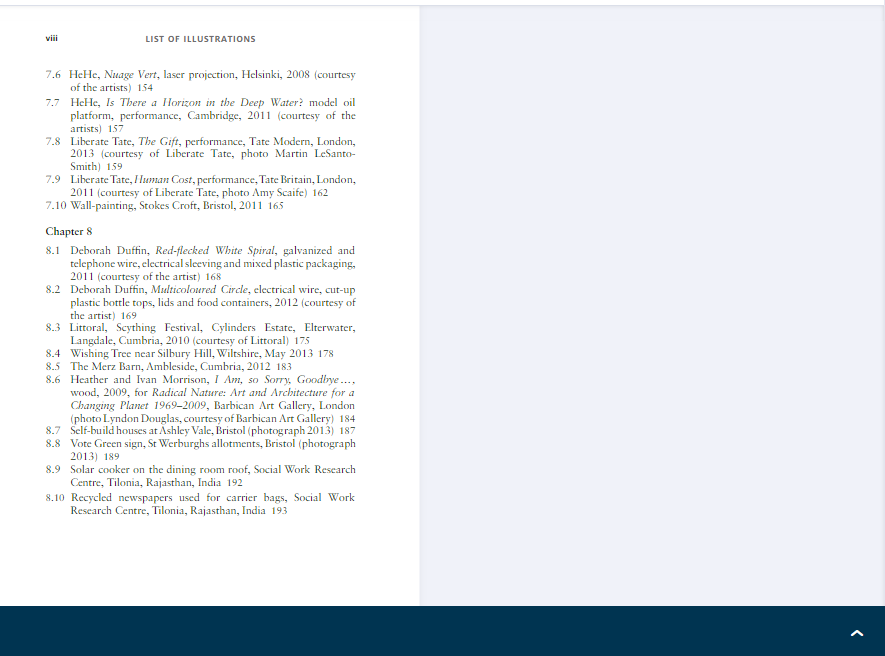 viii
LIST OF ILLUSTRATIONS
7.6 HeHe, Nuage Vert, laser projection, Helsinki, 2008 (courtesy
of the artists) 154
7.7 HeHe, Is There a Horizon in the Deep Water? model oil
platform, performance, Cambridge, 2011 (courtesy of the
artists) 157
7.8 Liberate Tate, The Gift, performance, Tate Modern, London,
2013 (courtesy of Liberate Tate, photo Martin LeSanto-
Smith) 159
7.9 Liberate Tate, Human Cost, performance, Tate Britain, London,
2011 (courtesy of Liberate Tate, photo Amy Scaife) 162
7.10 Wall-painting, Stokes Croft, Bristol, 2011 165
Chapter 8
8.1 Deborah Duffin, Red-flecked White Spiral, galvanized and
telephone wire, electrical sleeving and mixed plastic packaging,
2011 (courtesy of the artist) 168
8.2 Deborah Duffin, Multicoloured Circle, electrical wire, cut-up
plastic bottle tops, lids and food containers, 2012 (courtesy of
the artist) 169
8.3 Littoral, Scything Festival, Cylinders Estate, Elterwater,
Langdale, Cumbria, 2010 (courtesy of Littoral) 175
8.4 Wishing Tree near Silbury Hill, Wiltshire, May 2013 178
8.5 The Merz Barn, Ambleside, Cumbria, 2012 183
8.6 Heather and Ivan Morrison, I Am, so Sorry, Goodbye…,
wood, 2009, for Radical Nature: Art and Architecture for a
Changing Planet 1969–2009, Barbican Art Gallery, London
(photo Lyndon Douglas, courtesy of Barbican Art Gallery) 184
8.7 Self-build houses at Ashley Vale, Bristol (photograph 2013) 187
8.8 Vote Green sign, St Werburghs allotments, Bristol (photograph
2013) 189
8.9 Solar cooker on the dining room roof, Social Work Research
Centre, Tilonia, Rajasthan, India 192
8.10 Recycled newspapers used for carrier bags, Social Work
Research Centre, Tilonia, Rajasthan, India 193